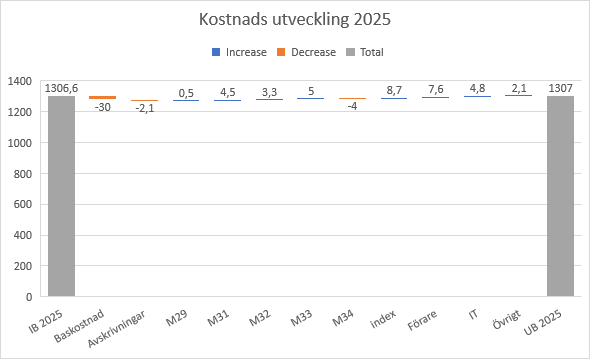 Kostnads utveckling 2025
Increase Decrease Total
1400
1200
1000
800
600
400
200
0
1306,6
-30
-2,1
0,5
4,5
3,3
5
-4
8,7
7,6
4,8
2,1
1307
IB 2025
Baskostnad
Avskrivningar
M29
M31
M32
M33
M34
Index
Förare
IT
Övrigt
UB 2025